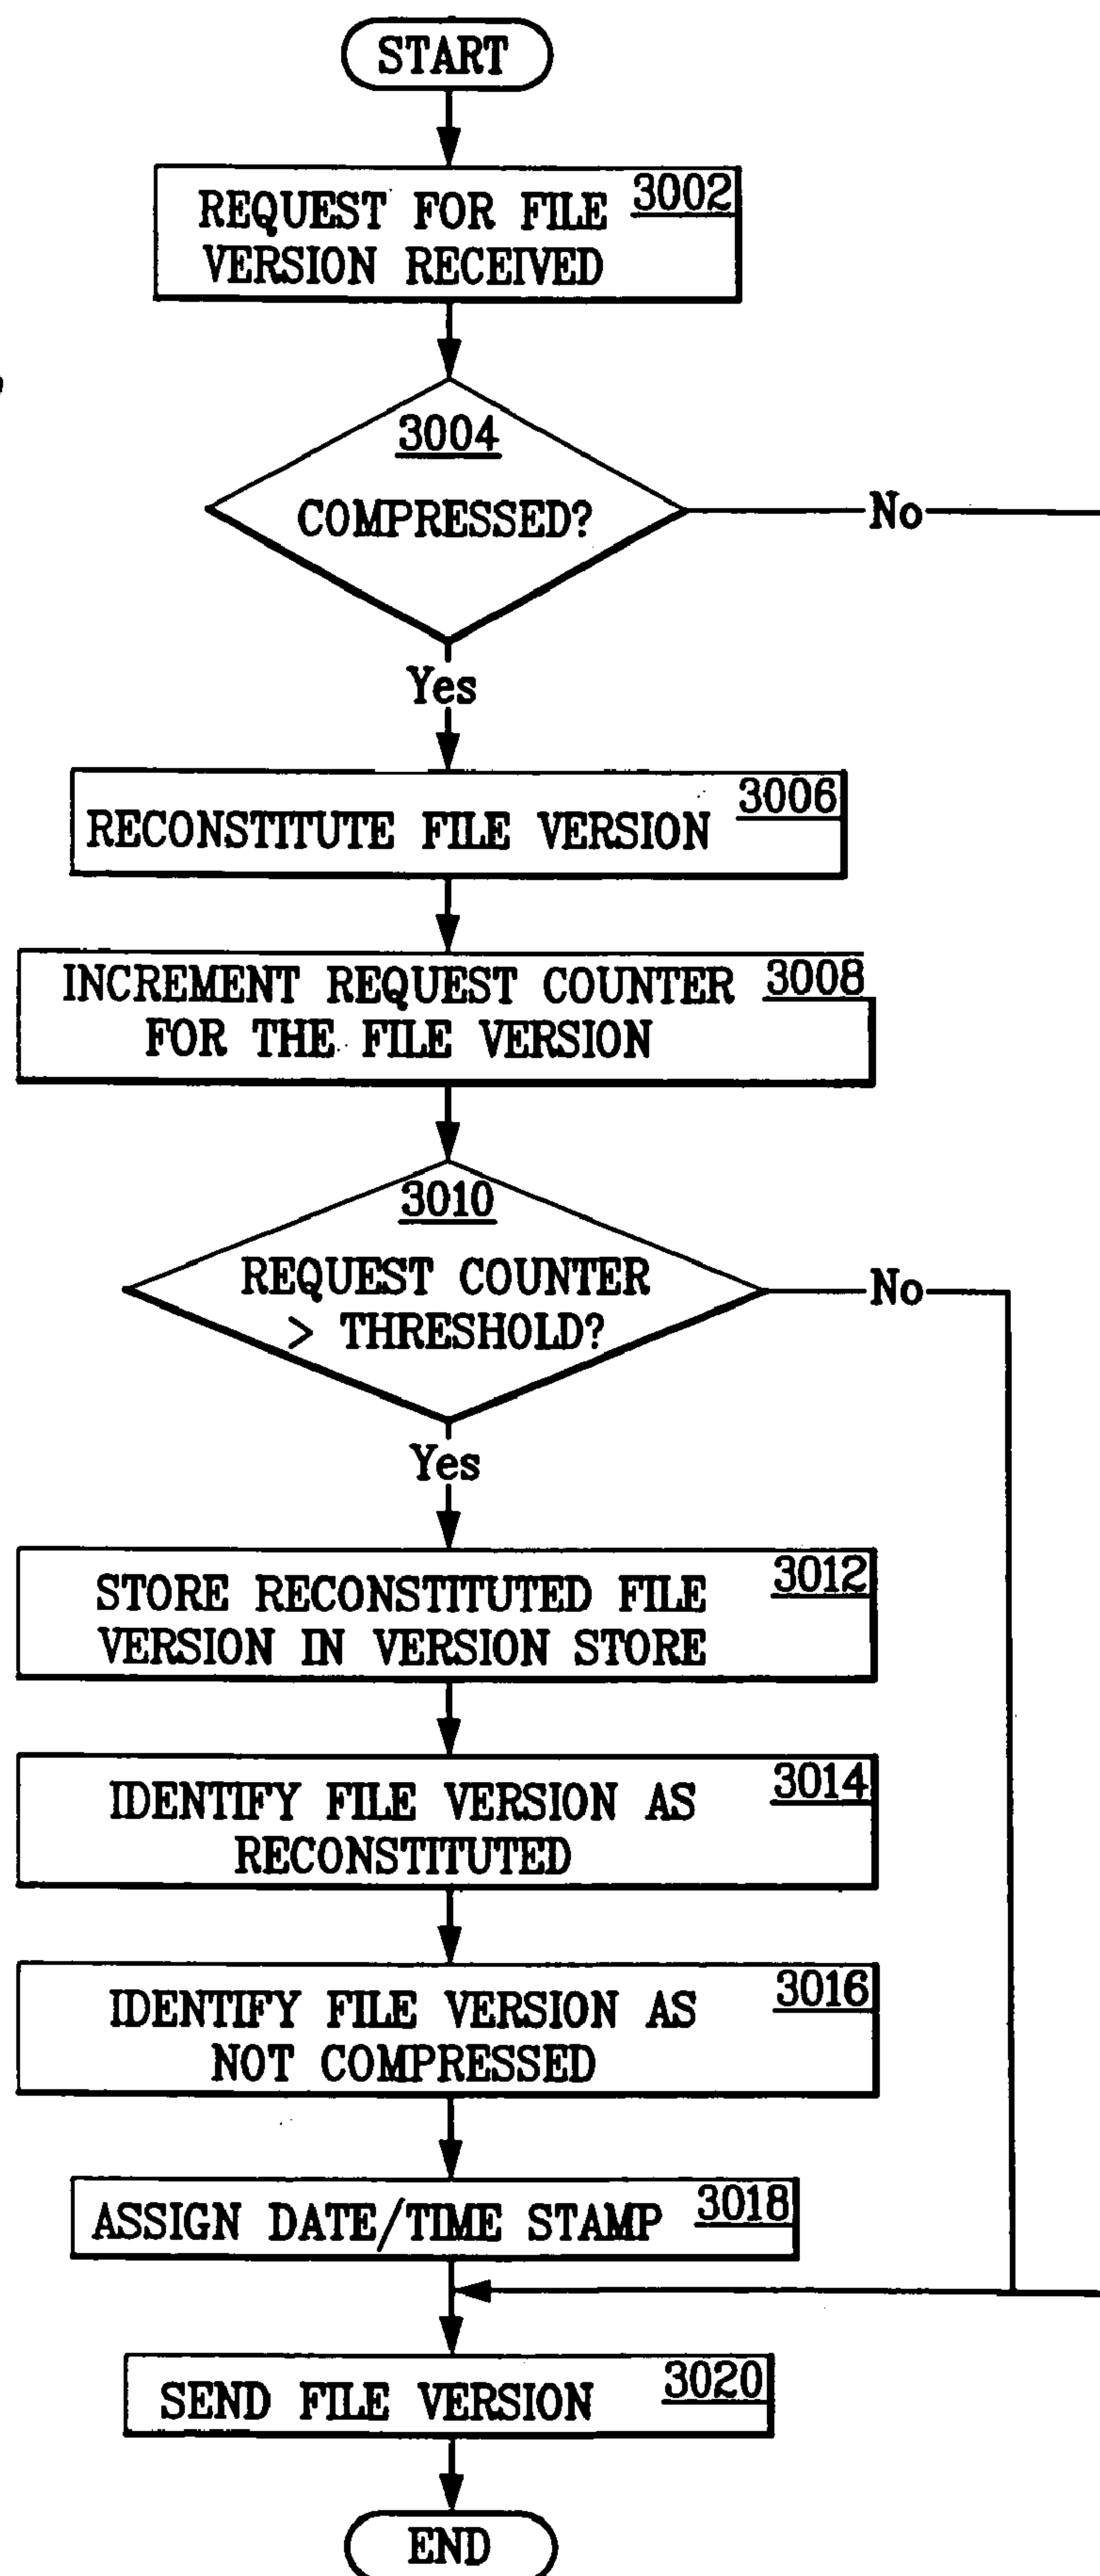 START
3002
REQUEST FOR FILE
VERSION RECEIVED
3004
COMPRESSED?
No
Yes
3006
RECONSTITUTE FILE VERSION
3008
INCREMENT REQUEST COUNTER
FOR THE FILE VERSION
3010
REQUEST COUNTER
> THRESHOLD?
No
Yes
3012
STORE RECONSTITUTED FILE
VERSION IN VERSION STORE
3014
IDENTIFY FILE VERSION AS
RECONSTITUTED
3016
IDENTIFY FILE VERSION AS
NOT COMPRESSED
3018
ASSIGN DATE/TIME STAMP
3020
SEND FILE VERSION
END